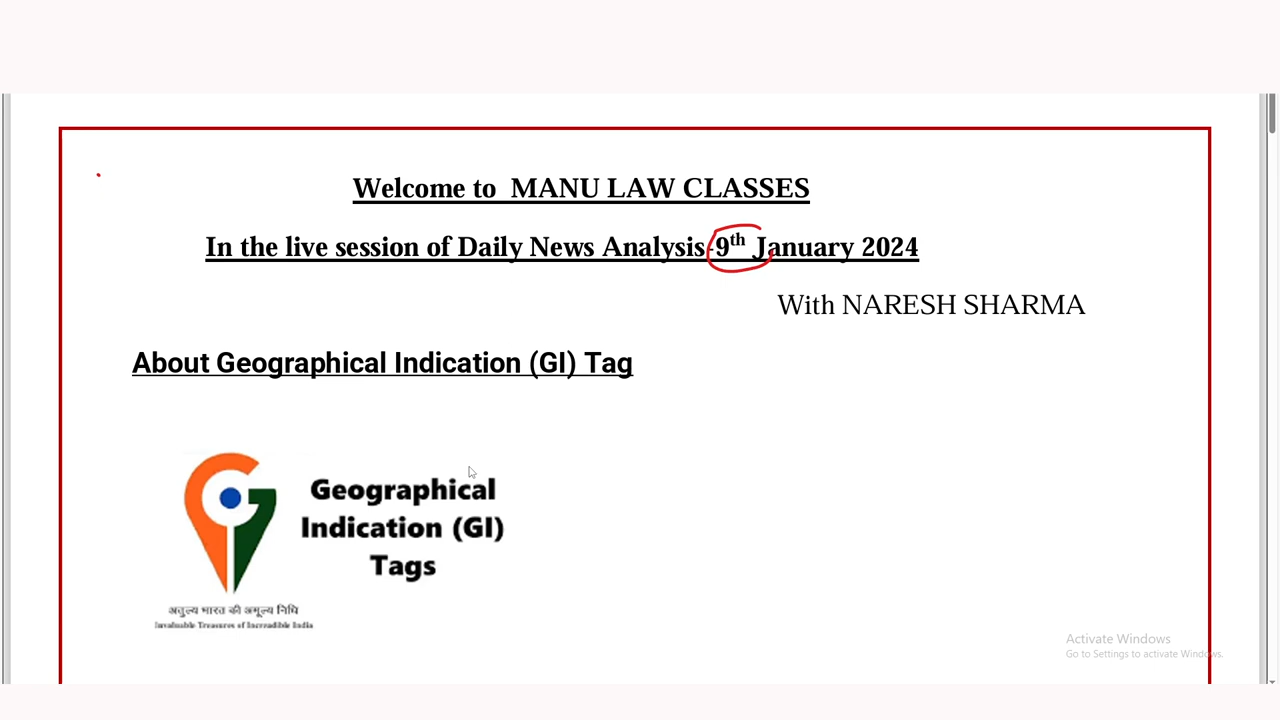 Welcome to  MANU LAW CLASSES
In the live session of Daily News Analysis-9th January 2024
With NARESH SHARMA
About Geographical Indication (GI) Tag
Geographical
Indication (GI)
Tags
अतुल्य भारत की अमूल्य निधि
Invaluable Treasures of Incredible India
Activate Windows
Go to Settings to activate Windows.